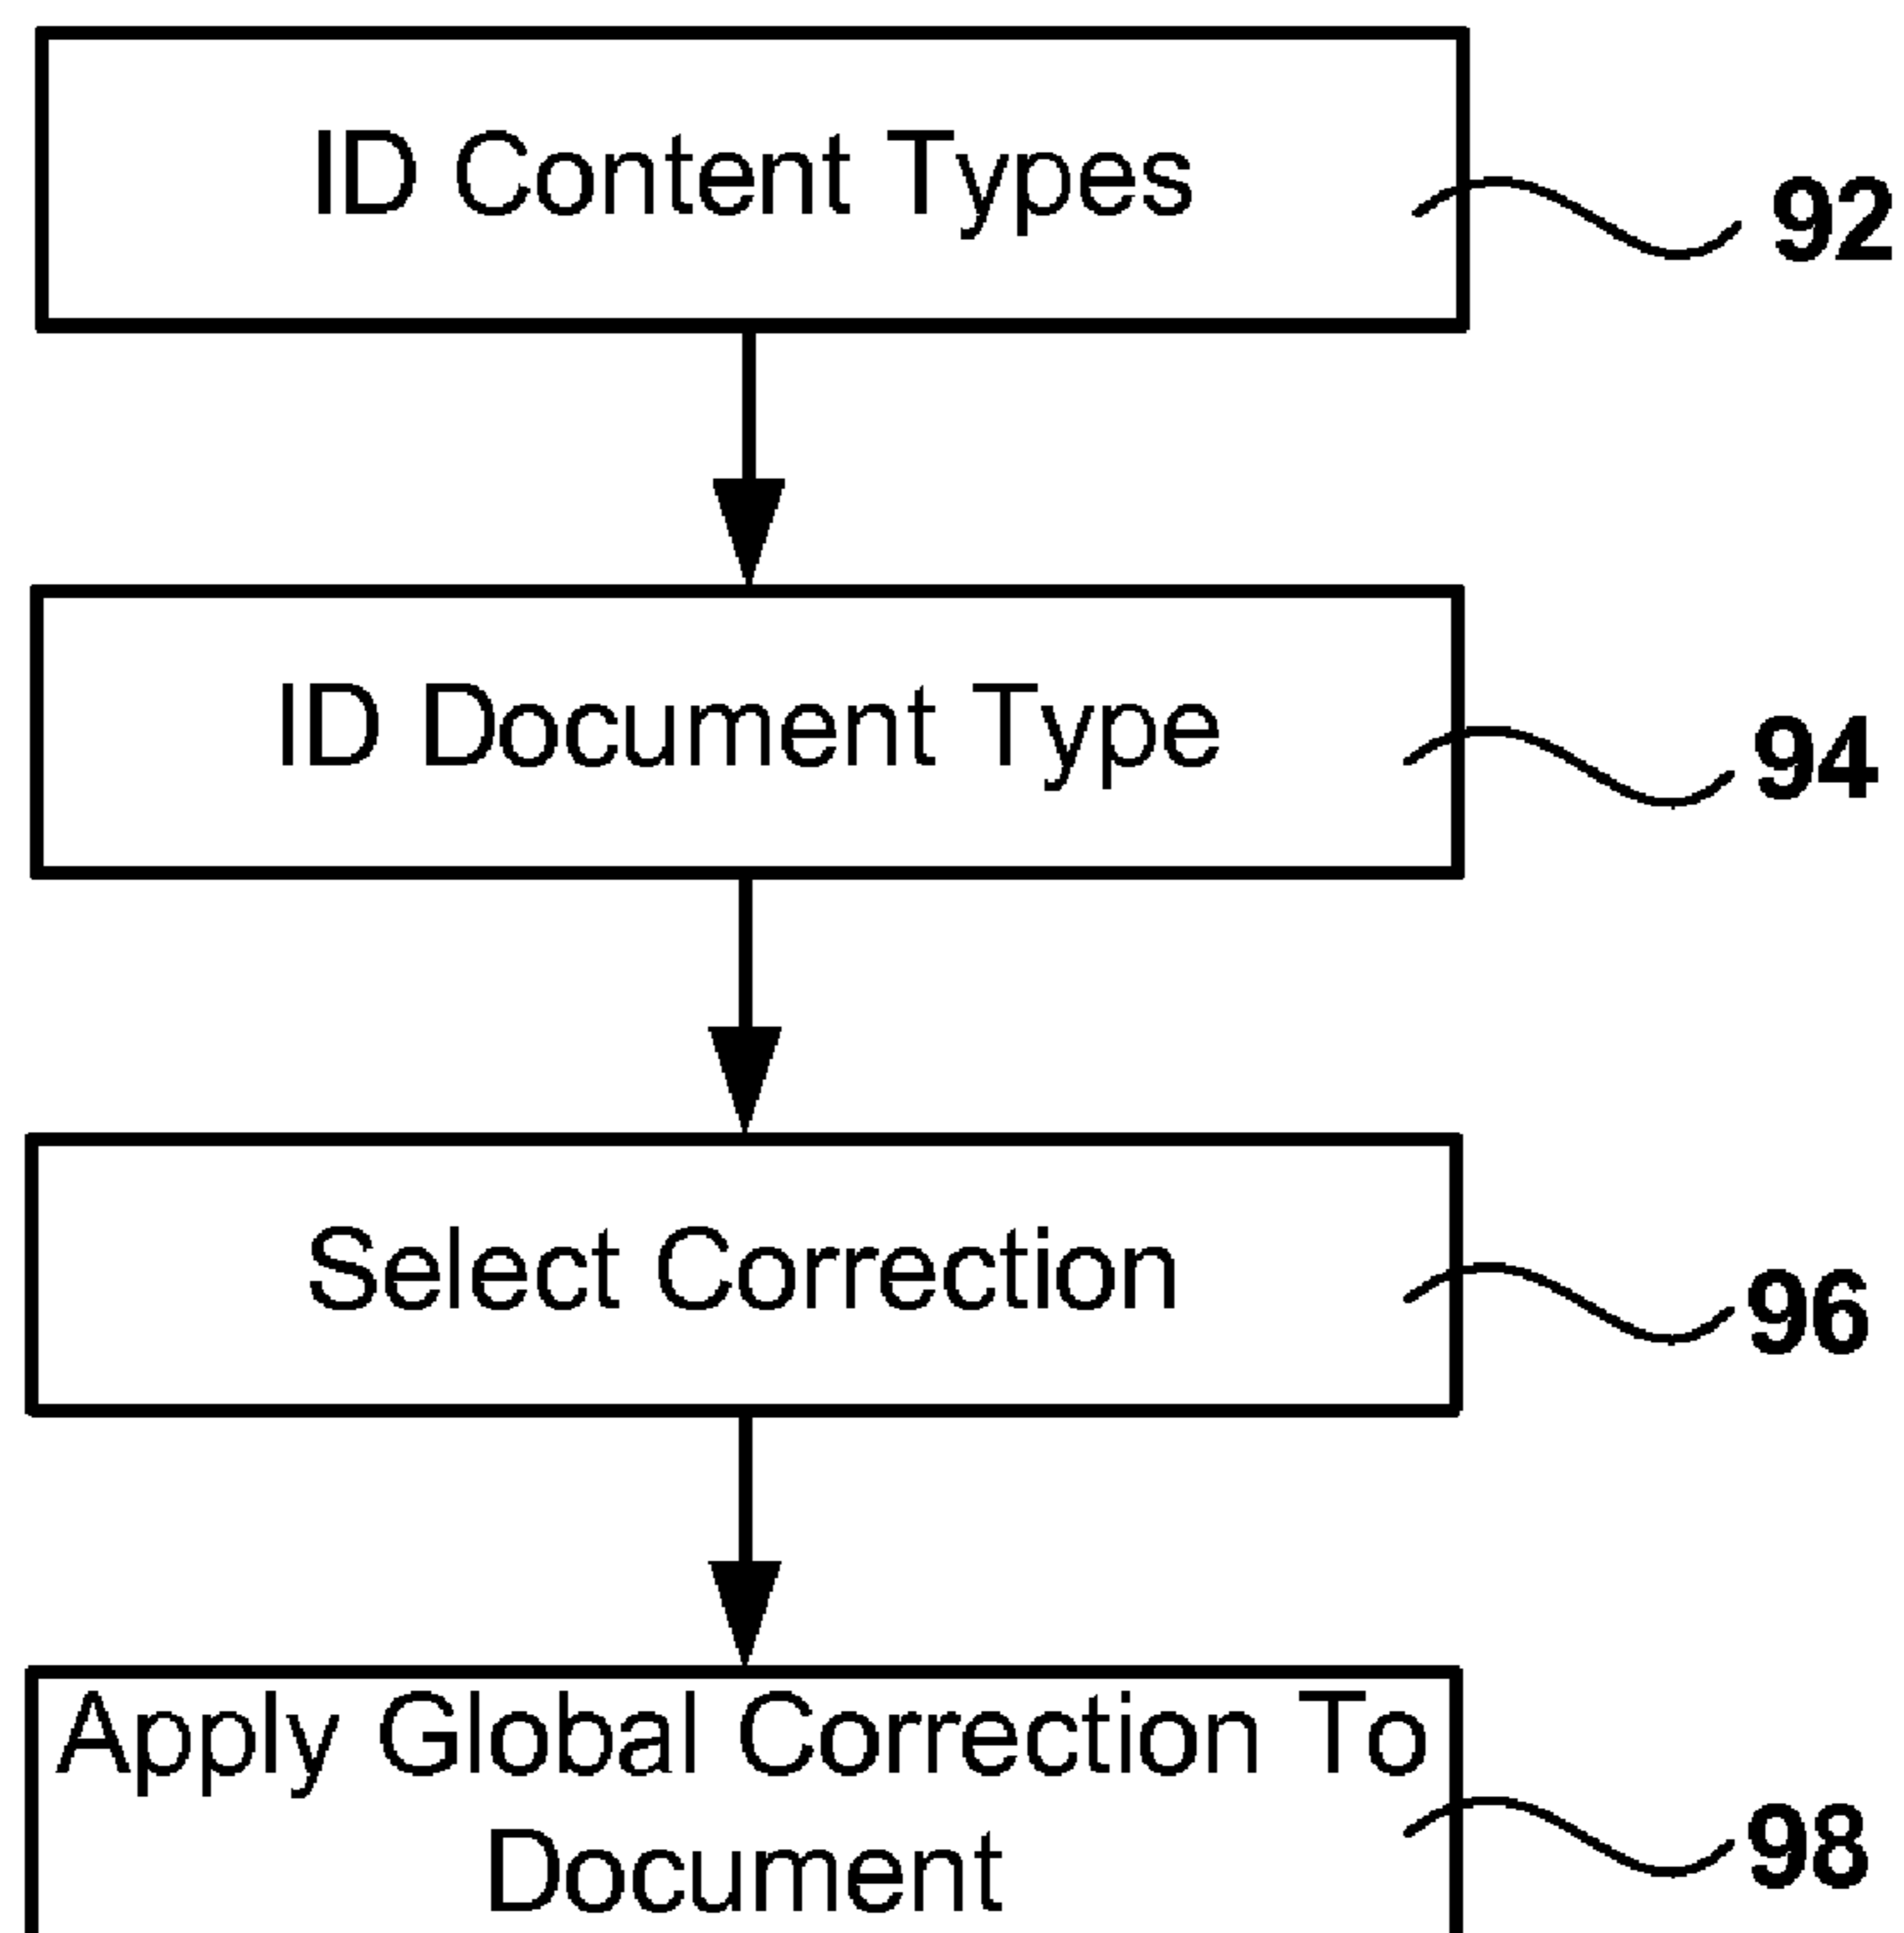 ID Content Types
92
ID Document Type
94
Select Correction
96
Apply Global Correction To
Document
98